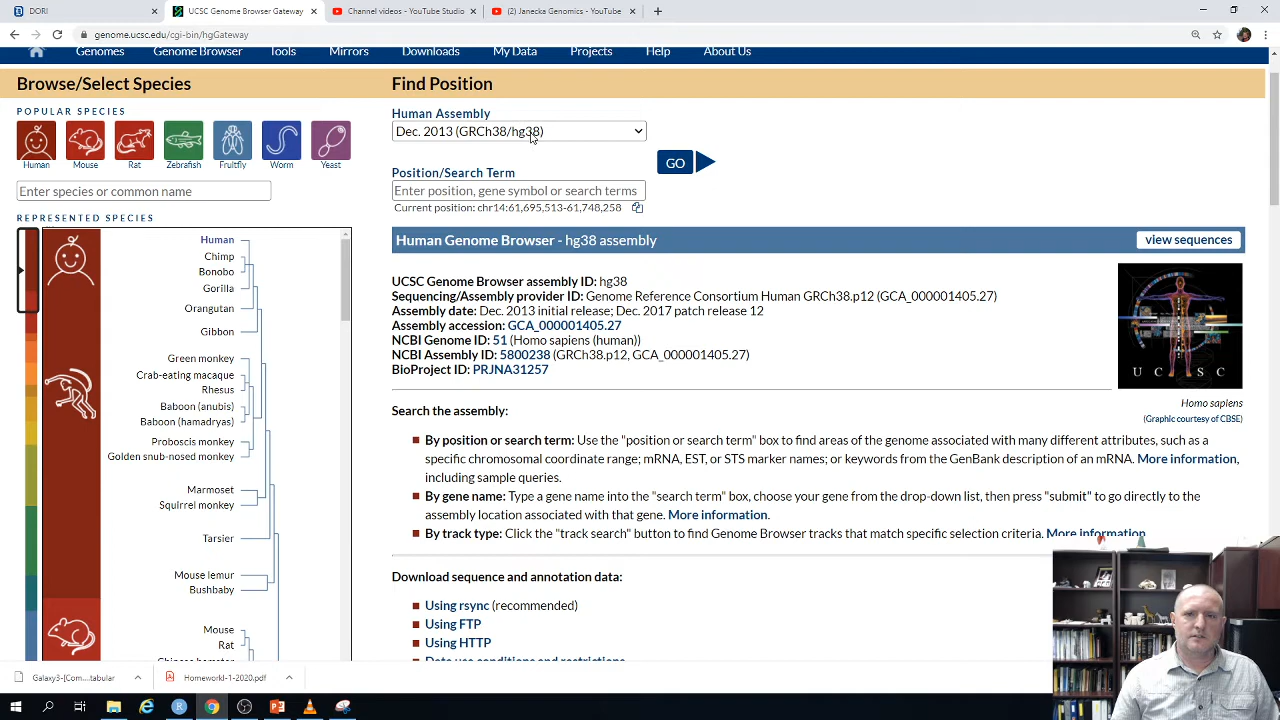 DORI
UCSC Genome Browser Gateway
Channel videos - YouTube Studio
(2) Janecka Genomics - YouTube
genome.ucsc.edu/cgi-bin/hgGateway
Genomes Genome Browser Tools Mirrors Downloads My Data Projects Help About Us
Browse/Select Species
POPULAR SPECIES
Human Mouse Rat Zebrafish Fruitfly Worm Yeast
Enter species or common name
REPRESENTED SPECIES
Human
Chimp
Bonobo
Gorilla
Orangutan
Gibbon
Green monkey
Crab-eating macaque
Rhesus
Baboon (anubis)
Baboon (hamadryas)
Proboscis monkey
Golden snub-nosed monkey
Marmoset
Squirrel monkey
Tarsier
Mouse lemur
Bushbaby
Mouse
Rat
Chinese hamster
Find Position
Human Assembly
Dec. 2013 (GRCh38/hg38)
GO
Position/Search Term
Enter position, gene symbol or search terms
Current position: chr14:61,695,513-61,748,258
Human Genome Browser - hg38 assembly
view sequences
UCSC Genome Browser assembly ID: hg38
Sequencing/Assembly provider ID: Genome Reference Consortium Human GRCh38.p12 (GCA_000001405.27)
Assembly date: Dec. 2013 initial release; Dec. 2017 patch release 12
Assembly accession: GCA_000001405.27
NCBI Genome ID: 51 (Homo sapiens (human))
NCBI Assembly ID: 5800238 (GRCh38.p12, GCA_000001405.27)
BioProject ID: PRJNA31257
U C S C
Homo sapiens
(Graphic courtesy of CBSE)
Search the assembly:
By position or search term: Use the "position or search term" box to find areas of the genome associated with many different attributes, such as a
specific chromosomal coordinate range; mRNA, EST, or STS marker names; or keywords from the GenBank description of an mRNA. More information,
including sample queries.
By gene name: Type a gene name into the "search term" box, choose your gene from the drop-down list, then press "submit" to go directly to the
assembly location associated with that gene. More information.
By track type: Click the "track search" button to find Genome Browser tracks that match specific selection criteria. More information.
Download sequence and annotation data:
Using rsync (recommended)
Using FTP
Using HTTP
Data use conditions and restrictions
Galaxy3-[Com....tabular
HomeworkI-1-2020.pdf